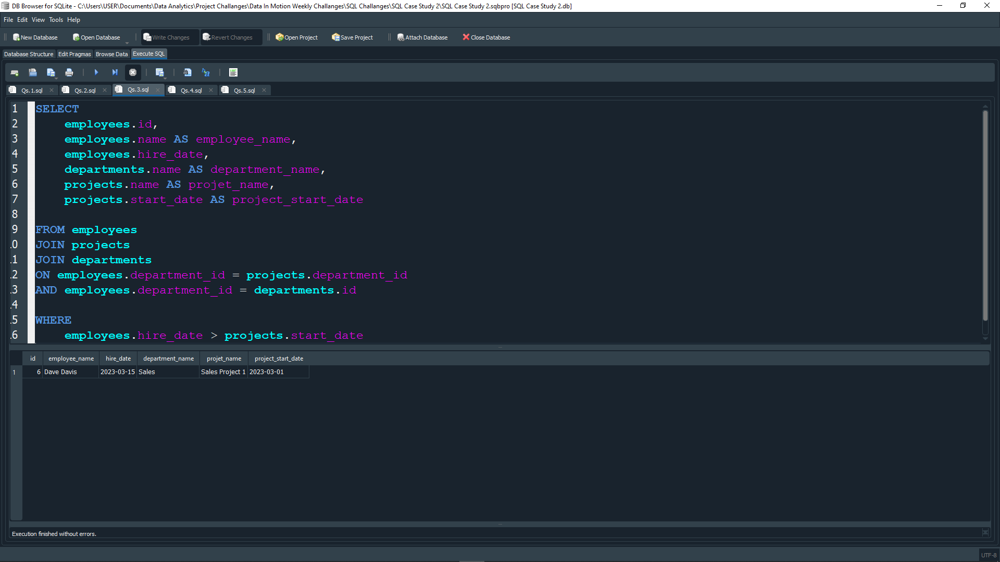 DB Browser for SQLite - C:\Users\USER\Documents\Data Analytics\Project Challanges\Data In Motion Weekly Challanges\SQL Challanges\SQL Case Study 2\SQL Case Study 2.sqbpro [SQL Case Study 2.db]
File Edit View Tools Help
New Database Open Database Write Changes Revert Changes Open Project Save Project Attach Database Close Database
Database Structure Edit Pragmas Browse Data Execute SQL
Qs.1.sql Qs.2.sql Qs.3.sql Qs.4.sql Qs.5.sql
1 SELECT
2 employees.id,
3 employees.name AS employee_name,
4 employees.hire_date,
5 departments.name AS department_name,
6 projects.name AS projet_name,
7 projects.start_date AS project_start_date
8
9 FROM employees
.0 JOIN projects
.1 JOIN departments
.2 ON employees.department_id = projects.department_id
.3 AND employees.department_id = departments.id
.4
.5 WHERE
.6 employees.hire_date > projects.start_date
id employee_name hire_date department_name projet_name project_start_date
1 6 Dave Davis 2023-03-15 Sales Sales Project 1 2023-03-01
Execution finished without errors.
UTF-8